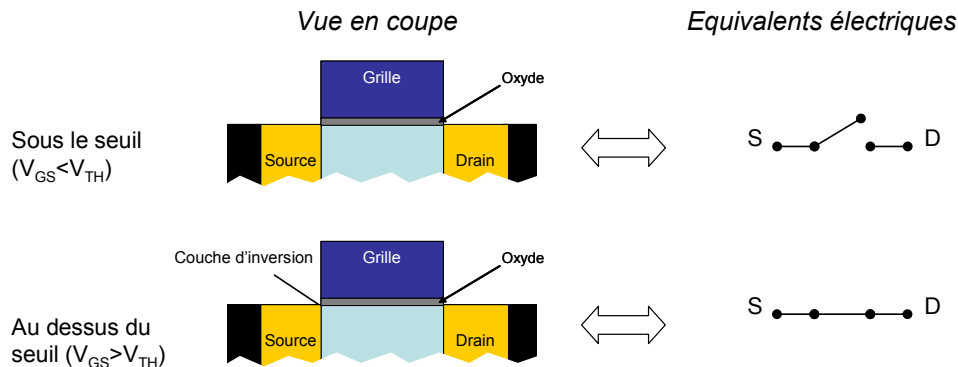 Vue en coupe
Equivalents électriques
Grille
Oxyde
Sous le seuil
(VGS<VTH)
Source
Drain
S
D
Couche d'inversion
Grille
Oxyde
Au dessus du
seuil (VGS>VTH)
Source
Drain
S
D